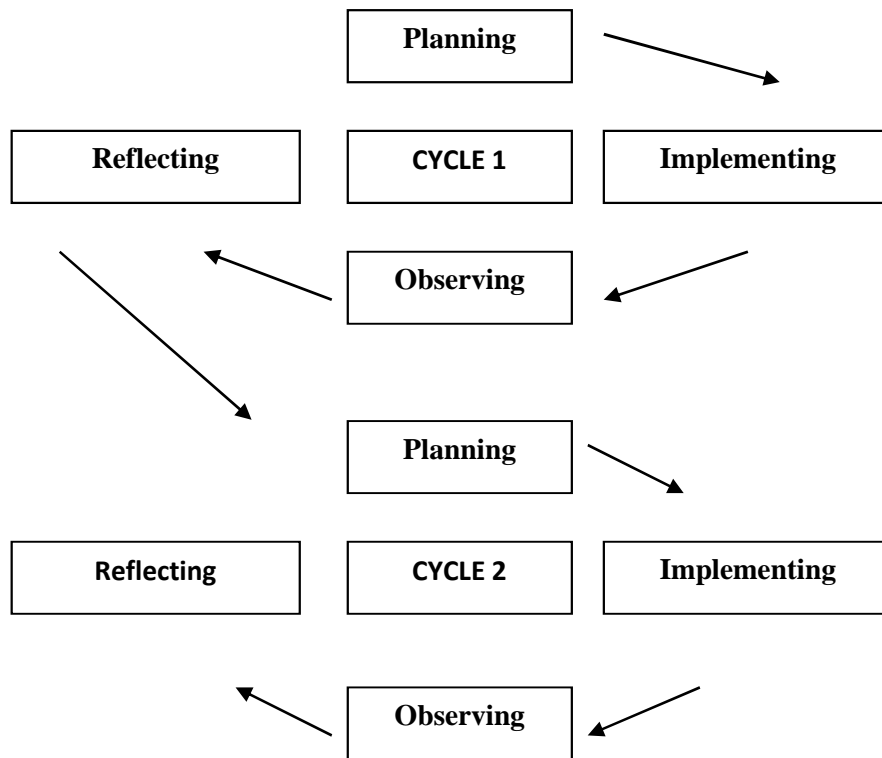 Planning
Reflecting
CYCLE 1
Implementing
Observing
Planning
Reflecting
CYCLE 2
Implementing
Observing